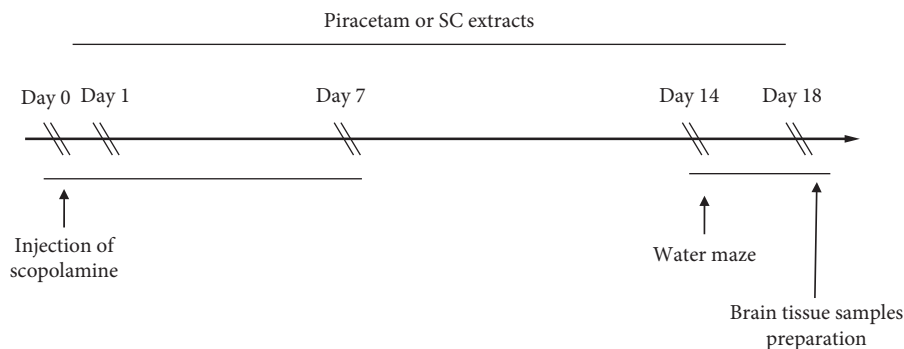 Piracetam or SC extracts
Day 0 Day 1 Day 7 Day 14 Day 18
Injection of
scopolamine
Water maze
Brain tissue samples
preparation